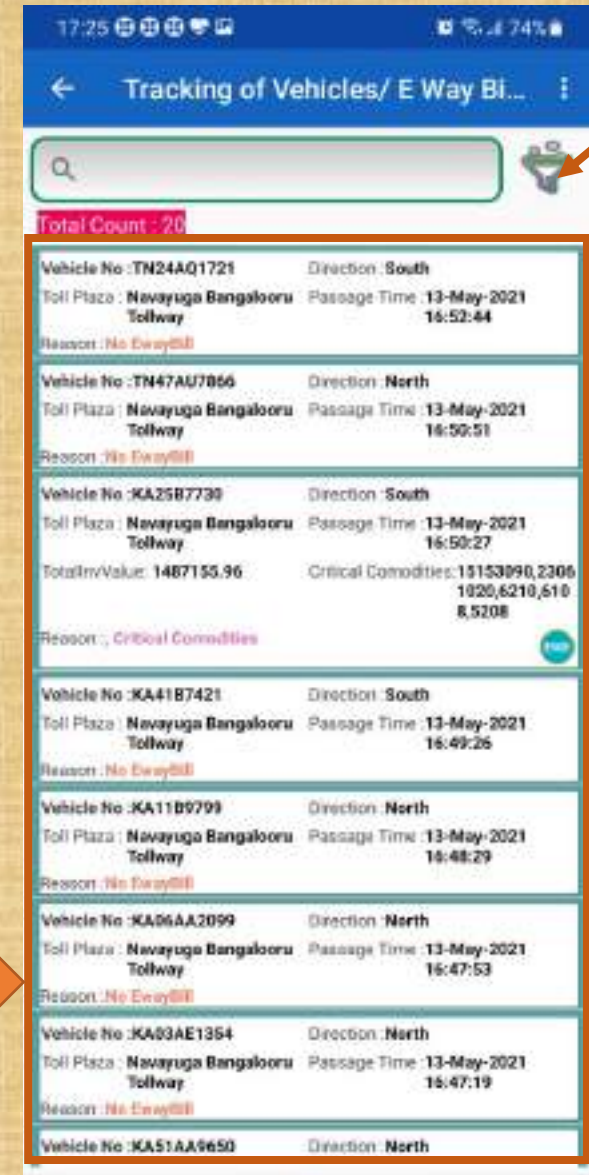 17:25
74%
Tracking of Vehicles/ E Way Bi...
Total Count : 20
Vehicle No :TN24AQ1721 Direction :South
Toll Plaza : Navayuga Bangalooru Passage Time :13-May-2021
Tollway 16:52:44
Reason :No EwayBill
Vehicle No :TN47AU7866 Direction :North
Toll Plaza : Navayuga Bangalooru Passage Time :13-May-2021
Tollway 16:50:51
Reason :No EwayBill
Vehicle No :KA25B7730 Direction :South
Toll Plaza : Navayuga Bangalooru Passage Time :13-May-2021
Tollway 16:50:27
TotalInvValue: 1487155.96 Critical Comodities:15153090,2306
1020,6210,610
8,5208
Reason :, Critical Comodities
Vehicle No :KA41B7421 Direction :South
Toll Plaza : Navayuga Bangalooru Passage Time :13-May-2021
Tollway 16:49:26
Reason :No EwayBill
Vehicle No :KA11B9799 Direction :North
Toll Plaza : Navayuga Bangalooru Passage Time :13-May-2021
Tollway 16:48:29
Reason :No EwayBill
Vehicle No :KA06AA2099 Direction :North
Toll Plaza : Navayuga Bangalooru Passage Time :13-May-2021
Tollway 16:47:53
Reason :No EwayBill
Vehicle No :KA03AE1354 Direction :North
Toll Plaza : Navayuga Bangalooru Passage Time :13-May-2021
Tollway 16:47:19
Reason :No EwayBill
Vehicle No :KA51AA9650 Direction :North